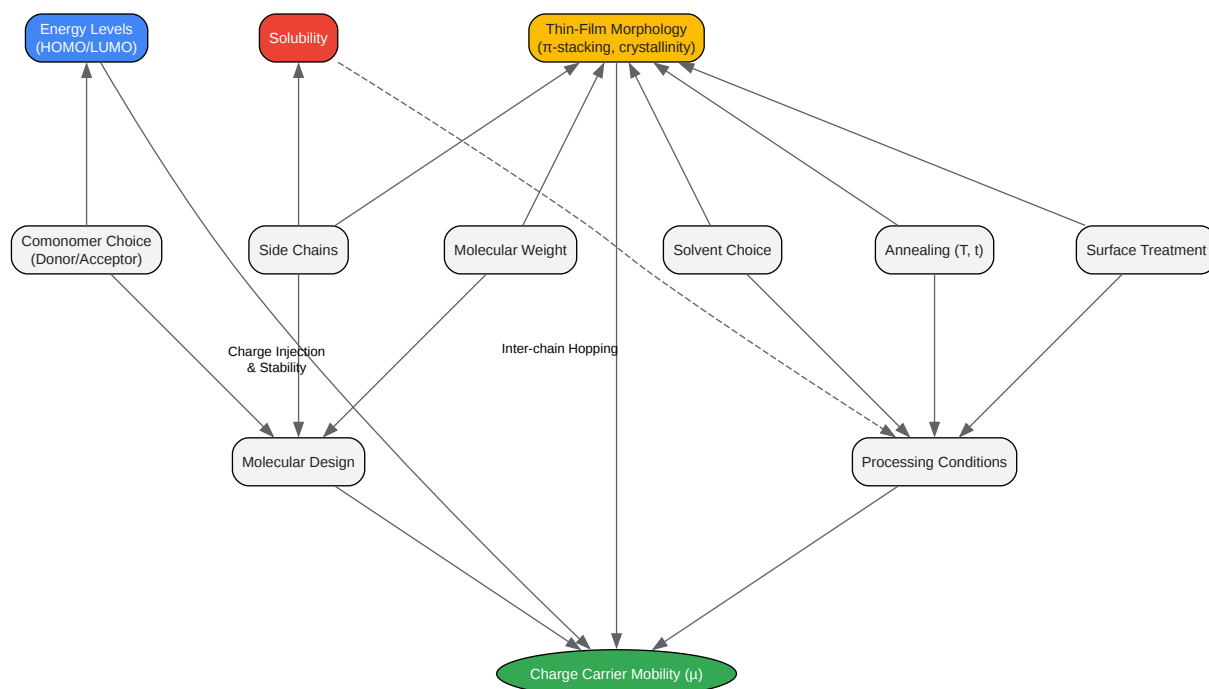 Energy Levels
(HOMO/LUMO)
Solubility
Thin-Film Morphology
(π-stacking, crystallinity)
Comonomer Choice
(Donor/Acceptor)
Side Chains
Molecular Weight
Solvent Choice
Annealing (T, t)
Surface Treatment
Charge Injection
& Stability
Inter-chain Hopping
Molecular Design
Processing Conditions
Charge Carrier Mobility (μ)